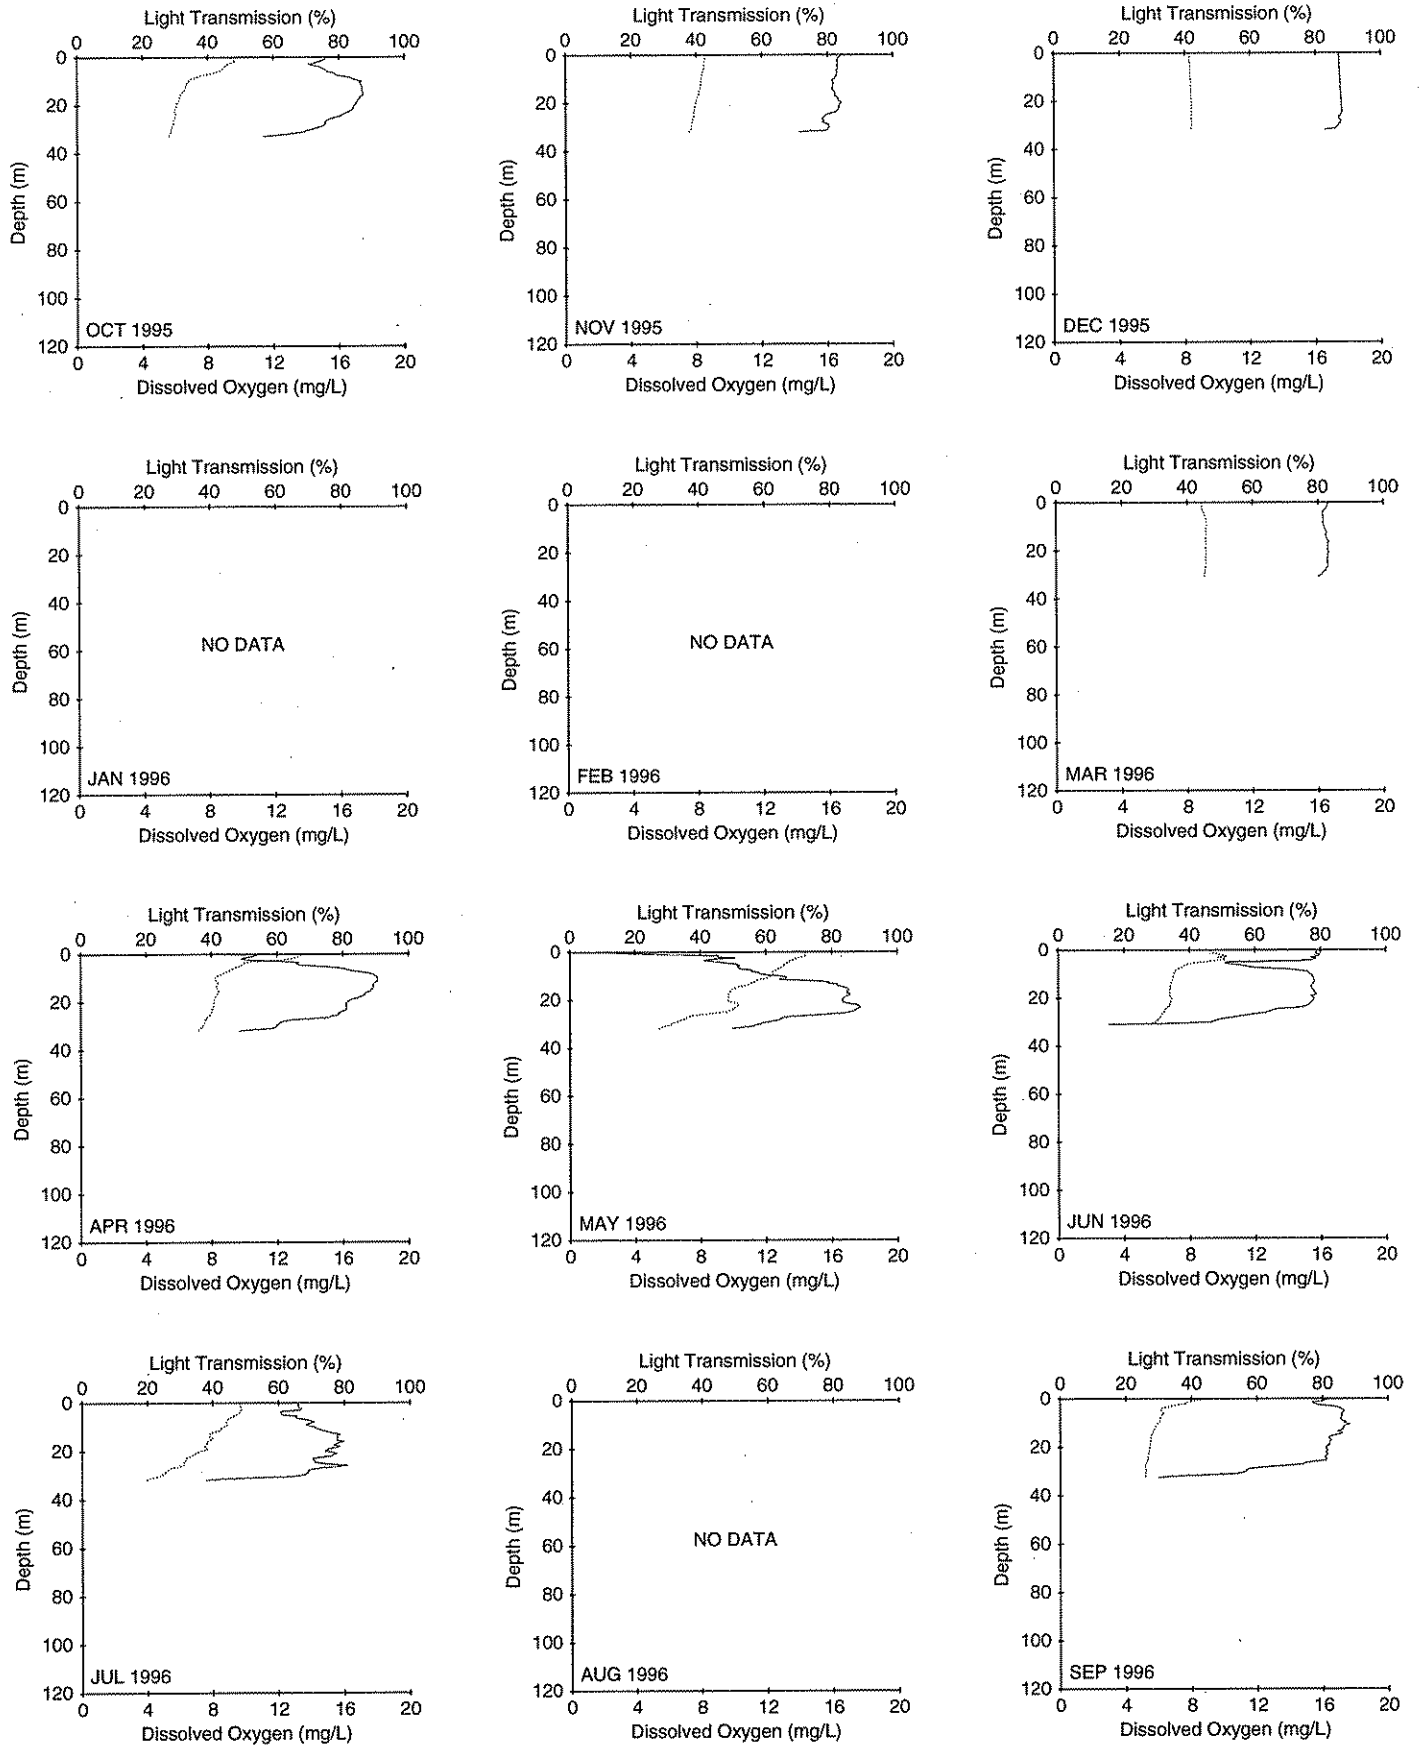 Light Transmission (%)
0 20 40 60 80 100
0
20
40
60
80
100
120
Depth (m)
OCT 1995
0 4 8 12 16 20
Dissolved Oxygen (mg/L)
Light Transmission (%)
0 20 40 60 80 100
0
20
40
60
80
100
120
Depth (m)
NOV 1995
0 4 8 12 16 20
Dissolved Oxygen (mg/L)
Light Transmission (%)
0 20 40 60 80 100
0
20
40
60
80
100
120
Depth (m)
DEC 1995
0 4 8 12 16 20
Dissolved Oxygen (mg/L)
Light Transmission (%)
0 20 40 60 80 100
0
20
40
60
80
100
120
Depth (m)
NO DATA
JAN 1996
0 4 8 12 16 20
Dissolved Oxygen (mg/L)
Light Transmission (%)
0 20 40 60 80 100
0
20
40
60
80
100
120
Depth (m)
NO DATA
FEB 1996
0 4 8 12 16 20
Dissolved Oxygen (mg/L)
Light Transmission (%)
0 20 40 60 80 100
0
20
40
60
80
100
120
Depth (m)
MAR 1996
0 4 8 12 16 20
Dissolved Oxygen (mg/L)
Light Transmission (%)
0 20 40 60 80 100
0
20
40
60
80
100
120
Depth (m)
APR 1996
0 4 8 12 16 20
Dissolved Oxygen (mg/L)
Light Transmission (%)
0 20 40 60 80 100
0
20
40
60
80
100
120
Depth (m)
MAY 1996
0 4 8 12 16 20
Dissolved Oxygen (mg/L)
Light Transmission (%)
0 20 40 60 80 100
0
20
40
60
80
100
120
Depth (m)
JUN 1996
0 4 8 12 16 20
Dissolved Oxygen (mg/L)
Light Transmission (%)
0 20 40 60 80 100
0
20
40
60
80
100
120
Depth (m)
JUL 1996
0 4 8 12 16 20
Dissolved Oxygen (mg/L)
Light Transmission (%)
0 20 40 60 80 100
0
20
40
60
80
100
120
Depth (m)
NO DATA
AUG 1996
0 4 8 12 16 20
Dissolved Oxygen (mg/L)
Light Transmission (%)
0 20 40 60 80 100
0
20
40
60
80
100
120
Depth (m)
SEP 1996
0 4 8 12 16 20
Dissolved Oxygen (mg/L)